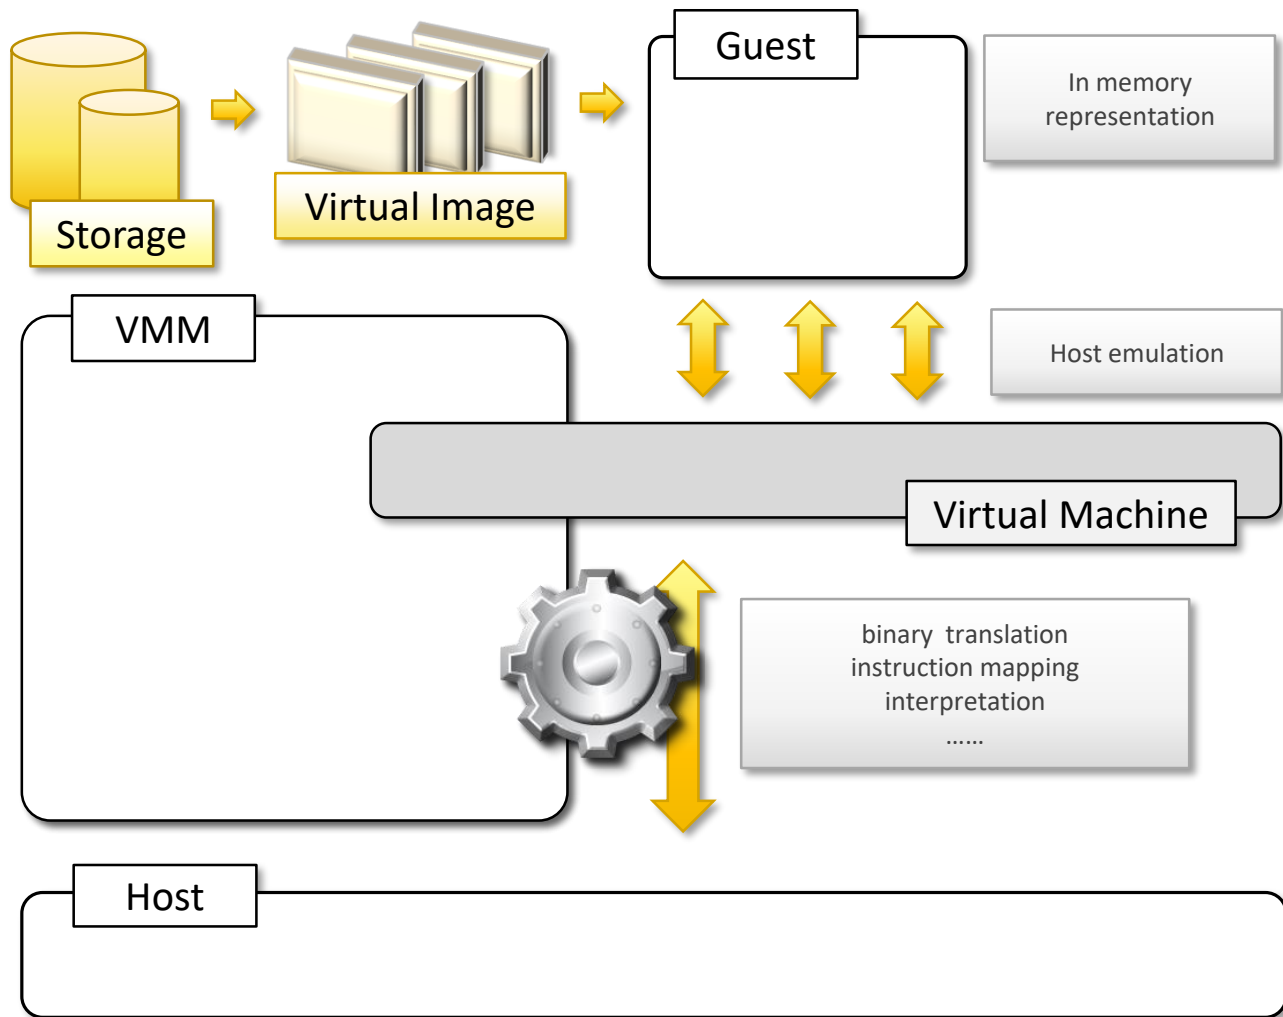 Guest
In memory
representation
Virtual Image
Storage
VMM
Host emulation
Virtual Machine
binary translation
instruction mapping
interpretation
......
Host